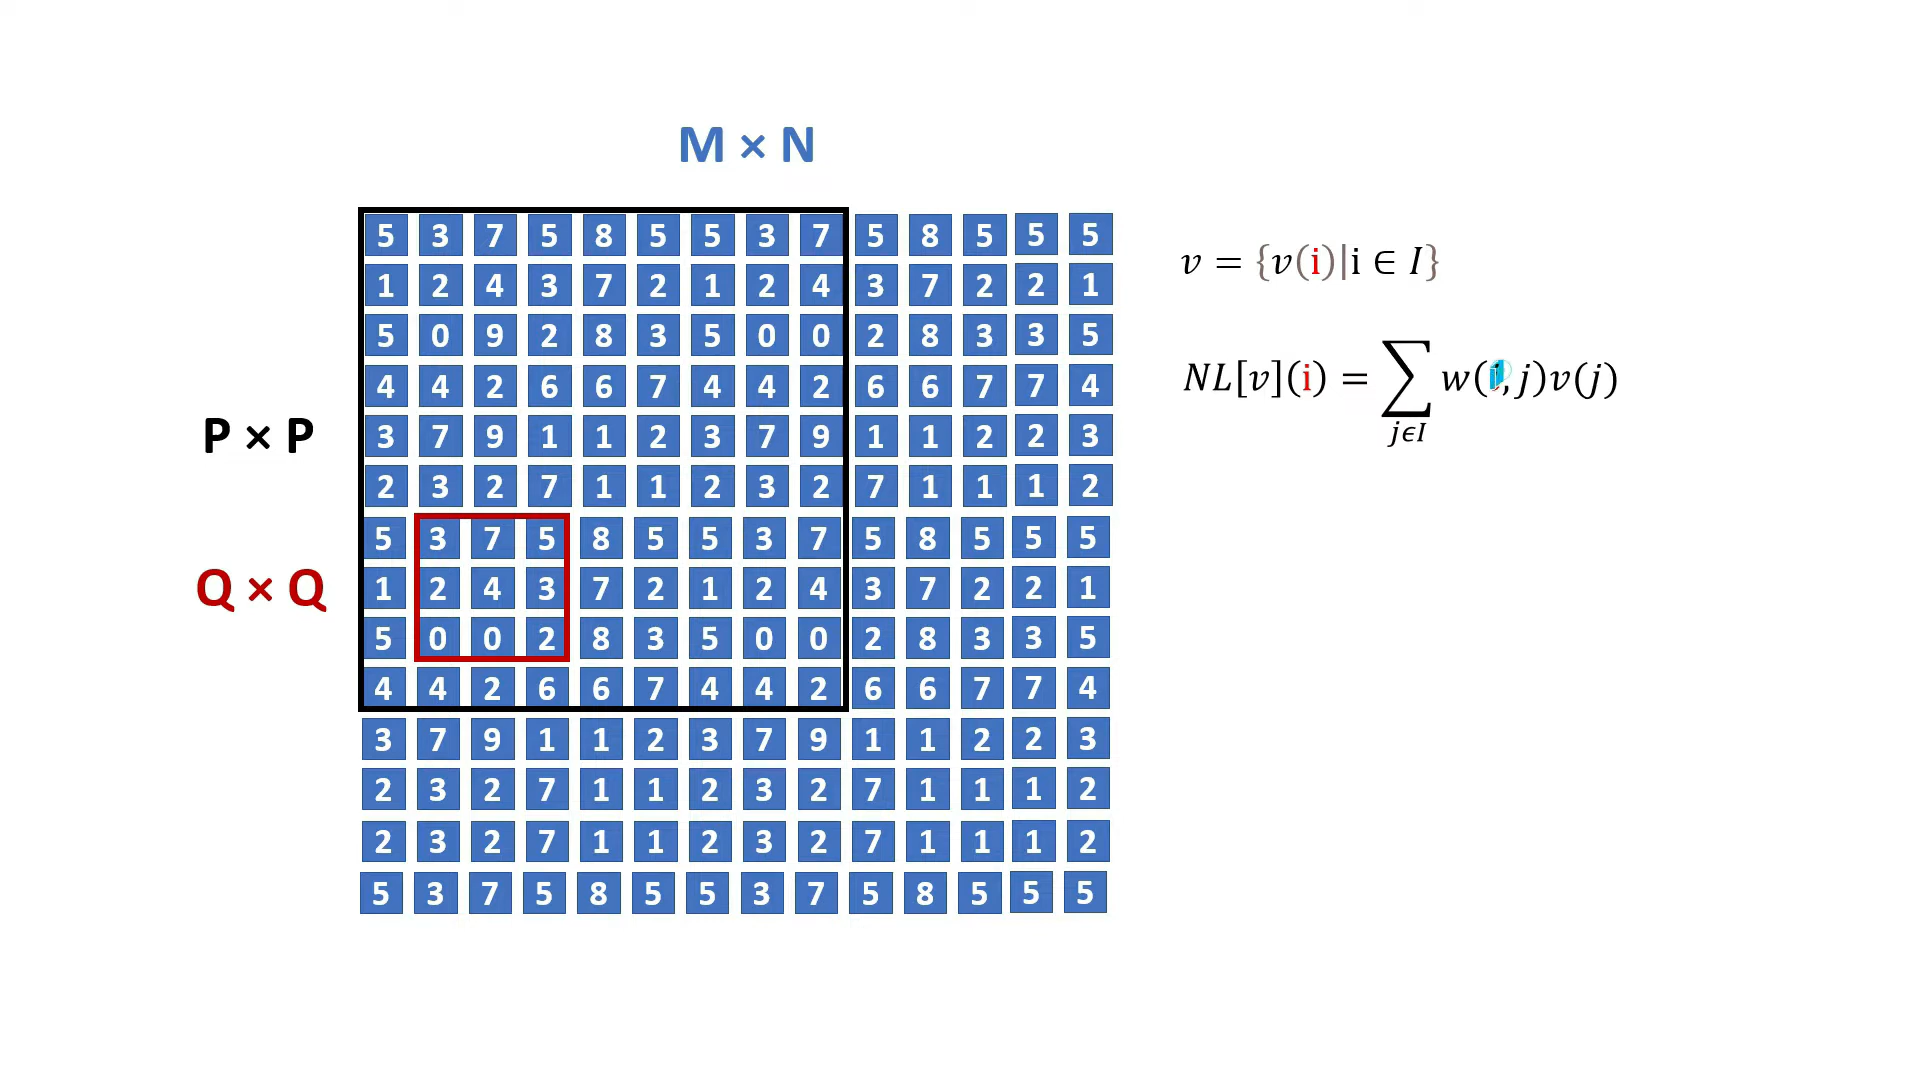 M × N
5 3 7 5 8 5 5 3 7 5 8 5 5 5
1 2 4 3 7 2 1 2 4 3 7 2 2 1
5 0 9 2 8 3 5 0 0 2 8 3 3 5
4 4 2 6 6 7 4 4 2 6 6 7 7 4
3 7 9 1 1 2 3 7 9 1 1 2 2 3
2 3 2 7 1 1 2 3 2 7 1 1 1 2
5 3 7 5 8 5 5 3 7 5 8 5 5 5
1 2 4 3 7 2 1 2 4 3 7 2 2 1
5 0 0 2 8 3 5 0 0 2 8 3 3 5
4 4 2 6 6 7 4 4 2 6 6 7 7 4
3 7 9 1 1 2 3 7 9 1 1 2 2 3
2 3 2 7 1 1 2 3 2 7 1 1 1 2
2 3 2 7 1 1 2 3 2 7 1 1 1 2
5 3 7 5 8 5 5 3 7 5 8 5 5 5
P × P
Q × Q
v = {v(i)|i ∈ I}
NL[v](i) = ∑ w(i,j)v(j)
jϵI